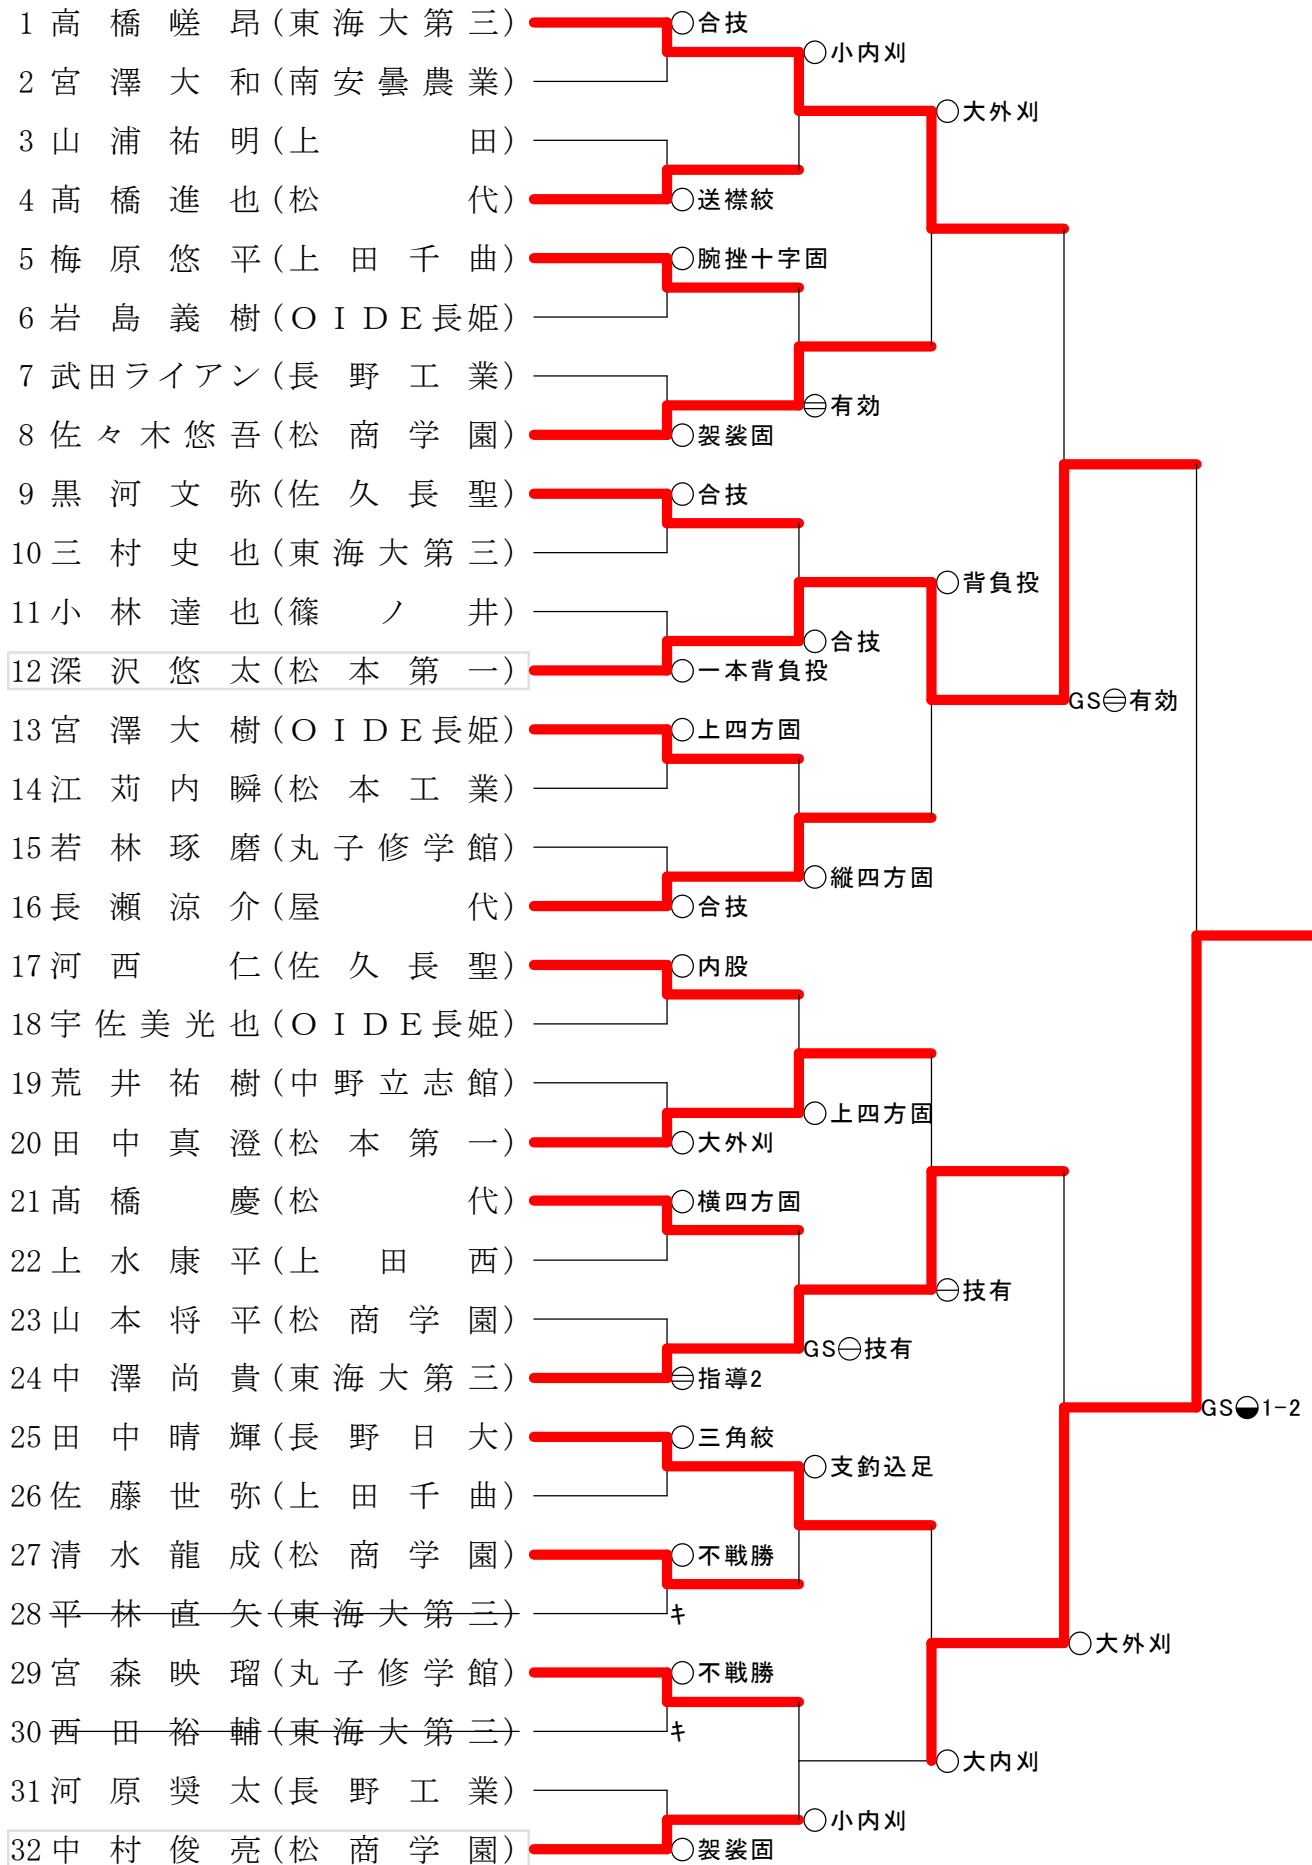 1 高橋嵯昂(東海大第三)
○合技
○小内刈
2 宮澤大和(南安曇農業)
○大外刈
3 山浦祐明(上田)
4 髙橋進也(松代)
○送襟絞
5 梅原悠平(上田千曲)
○腕挫十字固
6 岩島義樹(OIDE長姫)
7 武田ライアン(長野工業)
有効
8 佐々木悠吾(松商学園)
○袈裟固
9 黒河文弥(佐久長聖)
○合技
10 三村史也(東海大第三)
○背負投
11 小林達也(篠ノ井)
○合技
12 深沢悠太(松本第一)
○一本背負投
GS⊜有効
13 宮澤大樹(OIDE長姫)
○上四方固
14 江苅内瞬(松本工業)
15 若林琢磨(丸子修学館)
○縦四方固
16 長瀬涼介(屋代)
○合技
17 河西仁(佐久長聖)
○内股
18 宇佐美光也(OIDE長姫)
19 荒井祐樹(中野立志館)
○上四方固
20 田中真澄(松本第一)
○大外刈
21 髙橋慶(松代)
○横四方固
22 上水康平(上田西)
⊖技有
23 山本将平(松商学園)
GS⊖技有
24 中澤尚貴(東海大第三)
⊜指導2
GS◒1-2
25 田中晴輝(長野日大)
○三角絞
○支釣込足
26 佐藤世弥(上田千曲)
27 清水龍成(松商学園)
○不戦勝
28 平林直矢(東海大第三)
キ
○大外刈
29 宮森映瑠(丸子修学館)
○不戦勝
30 西田裕輔(東海大第三)
キ
○大内刈
31 河原奨太(長野工業)
○小内刈
32 中村俊亮(松商学園)
○袈裟固